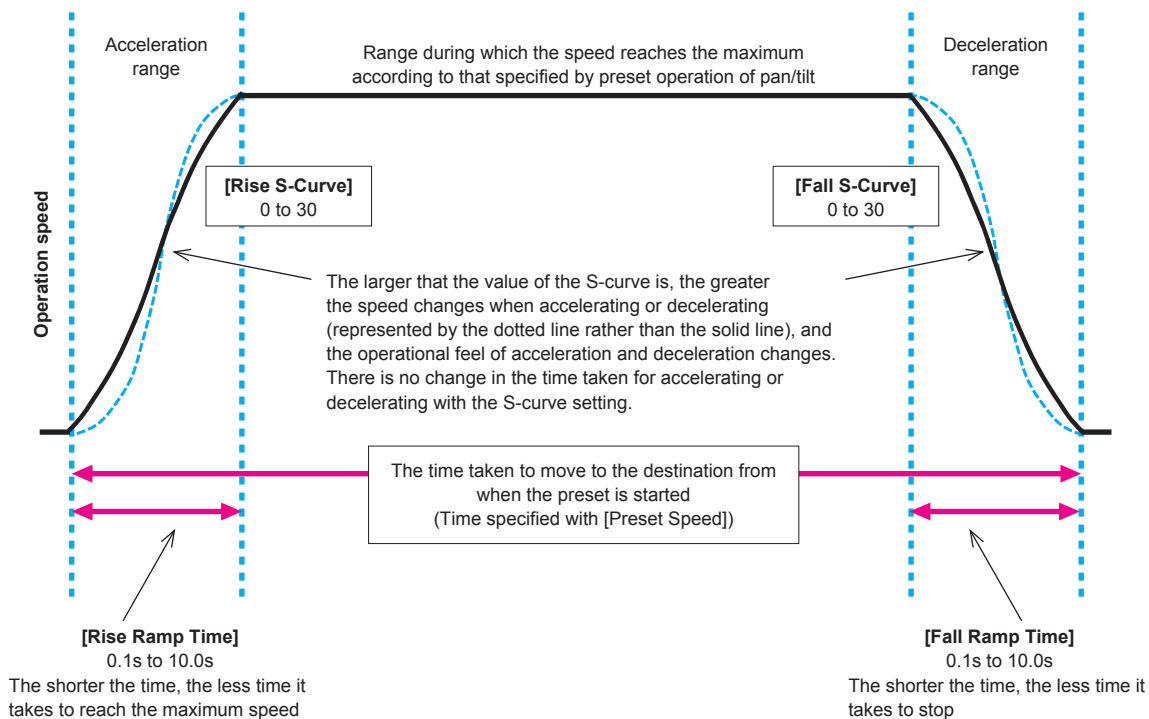 Acceleration
range
Range during which the speed reaches the maximum
according to that specified by preset operation of pan/tilt
Deceleration
range
Operation speed
[Rise S-Curve]
0 to 30
[Fall S-Curve]
0 to 30
The larger that the value of the S-curve is, the greater
the speed changes when accelerating or decelerating
(represented by the dotted line rather than the solid line), and
the operational feel of acceleration and deceleration changes.
There is no change in the time taken for accelerating or
decelerating with the S-curve setting.
The time taken to move to the destination from
when the preset is started
(Time specified with [Preset Speed])
[Rise Ramp Time]
0.1s to 10.0s
The shorter the time, the less time it
takes to reach the maximum speed
[Fall Ramp Time]
0.1s to 10.0s
The shorter the time, the less time it
takes to stop